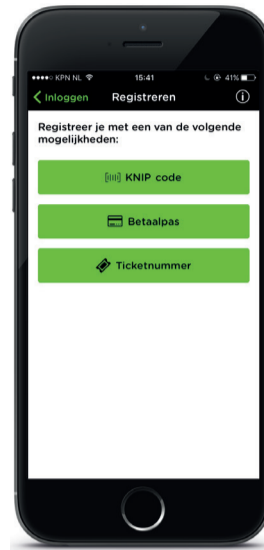 KPN NL 15:41 41%
Inloggen Registreren
Registreer je met een van de volgende
mogelijkheden:
KNIP code
Betaalpas
Ticketnummer